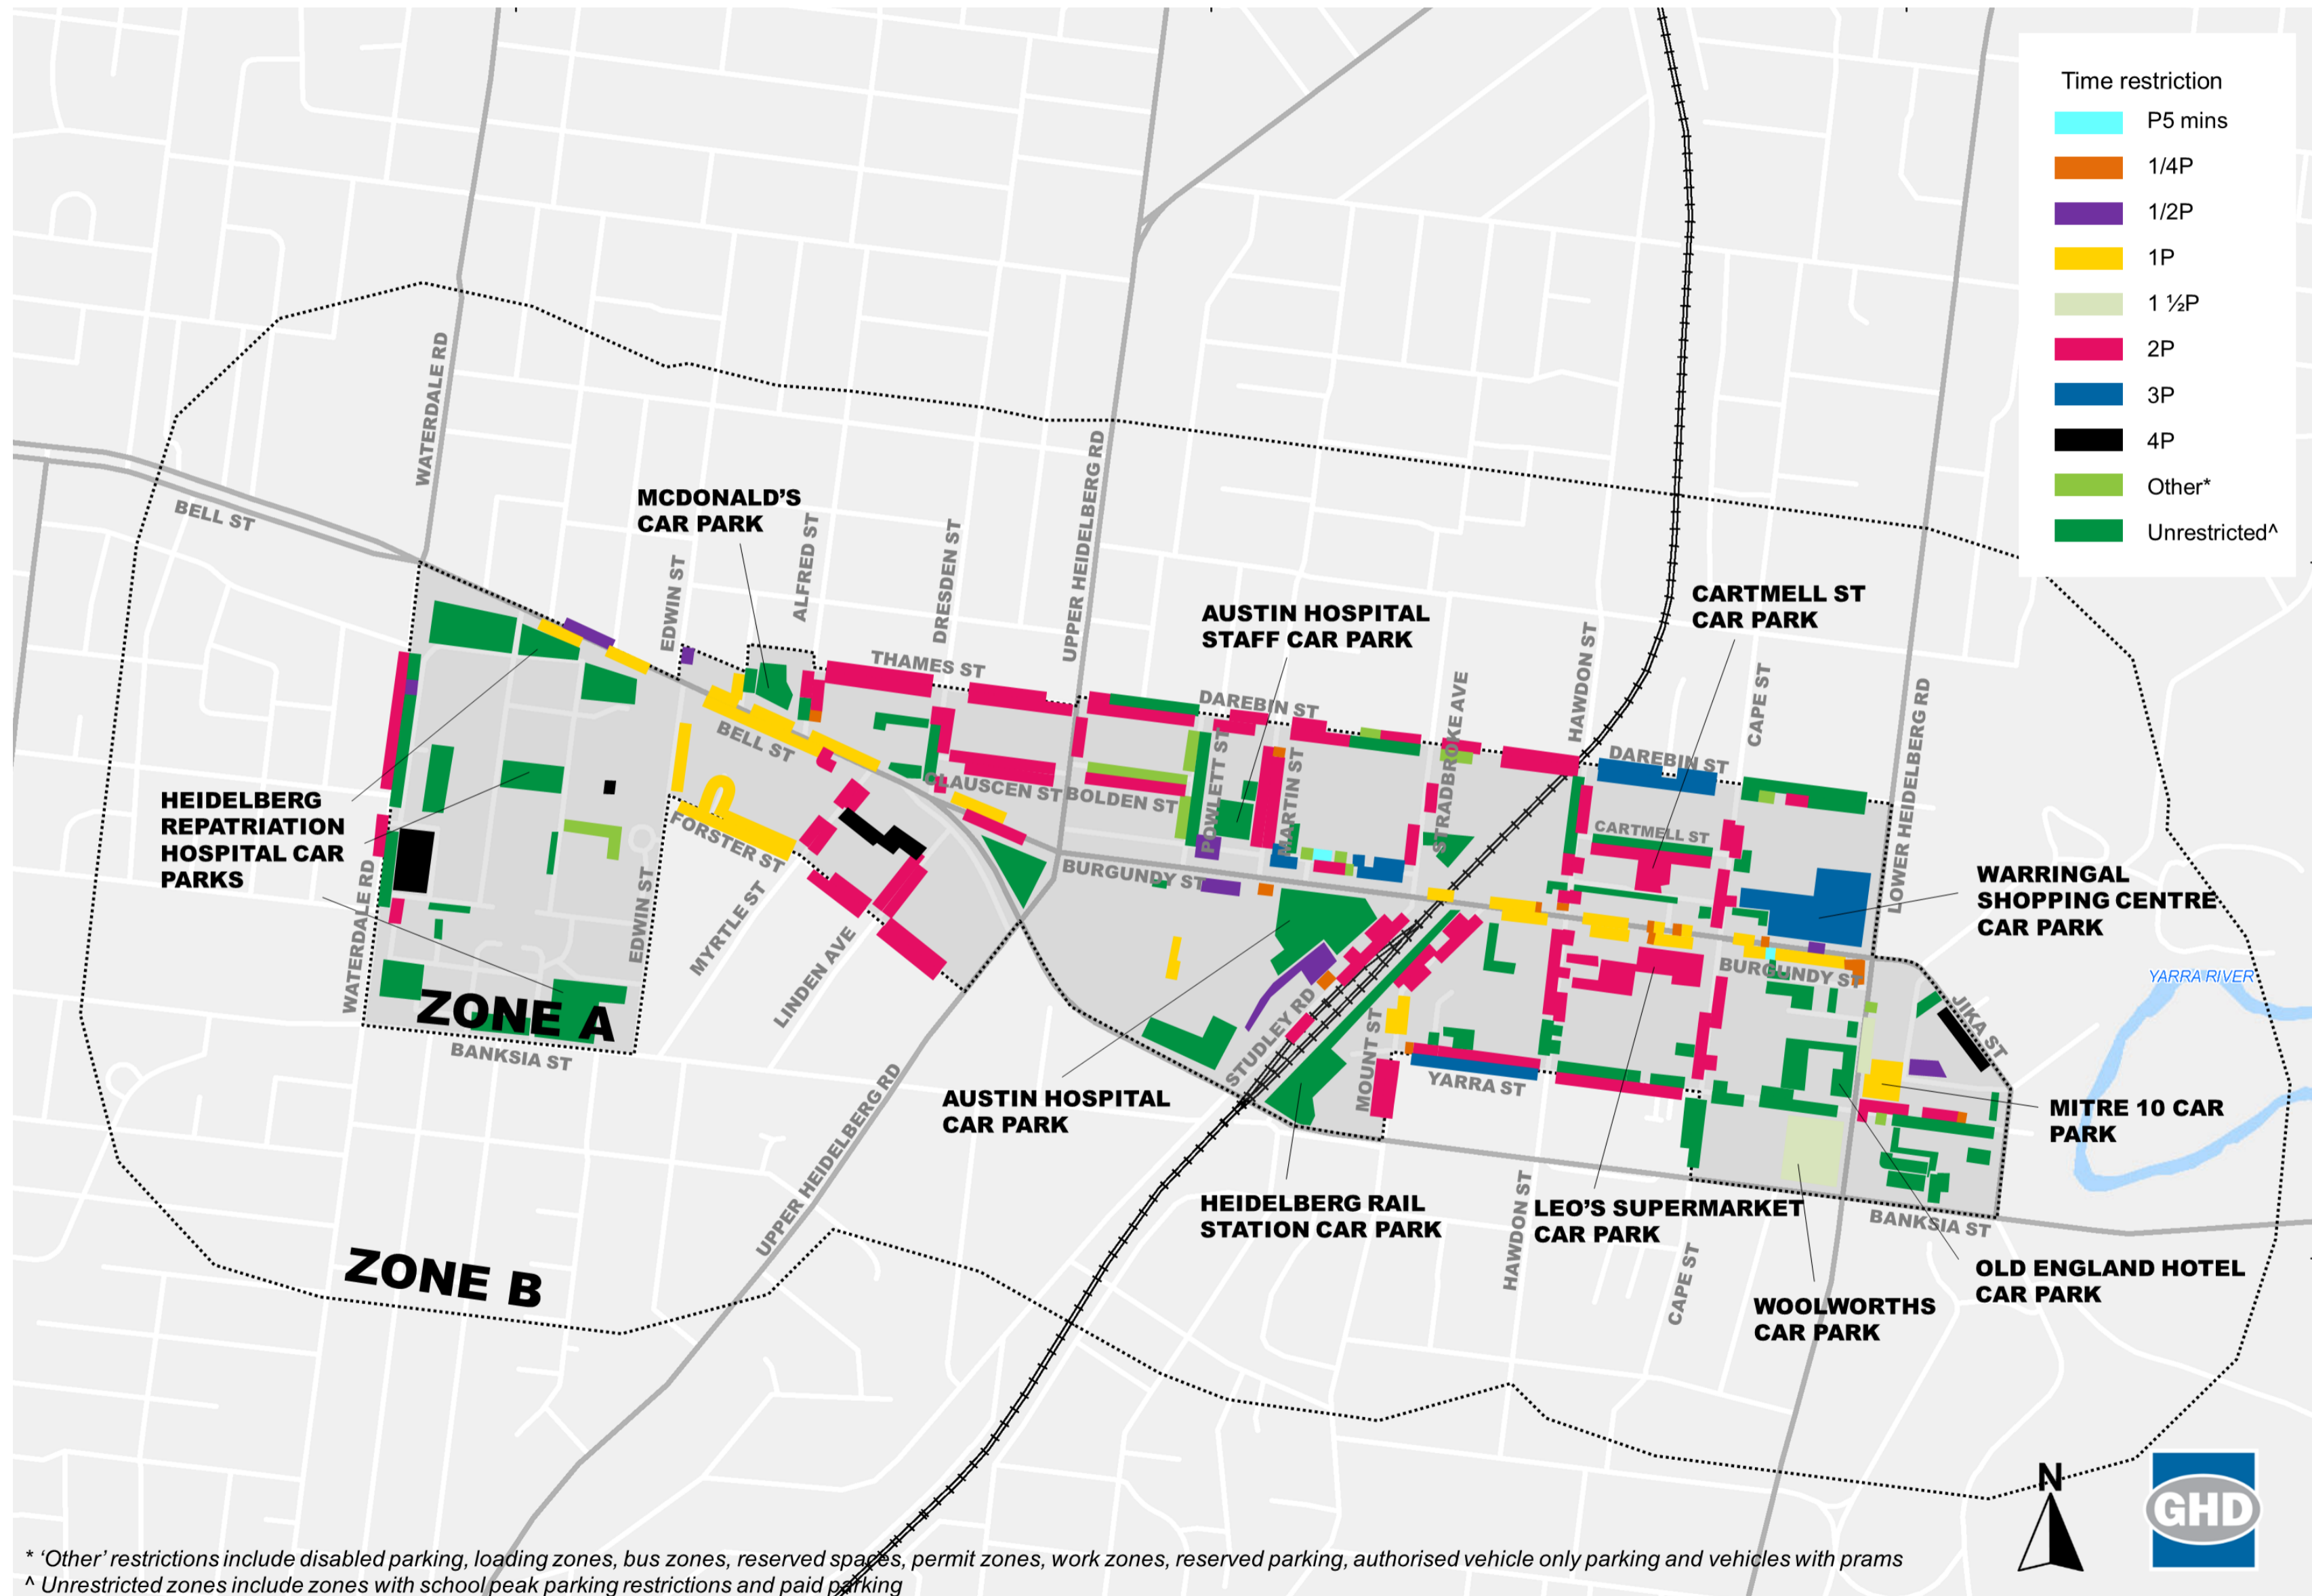 Time restriction
P5 mins
1/4P
1/2P
1P
1 ½P
2P
3P
4P
Other*
Unrestricted^
WATERDALE RD
BELL ST
UPPER HEIDELBERG RD
MCDONALD'S
CAR PARK
EDWIN ST
ALFRED ST
DRESDEN ST
THAMES ST
AUSTIN HOSPITAL
STAFF CAR PARK
DAREBIN ST
STRADBROKE AVE
HAWDON ST
CARTMELL ST
CAR PARK
CAPE ST
LOWER HEIDELBERG RD
DAREBIN ST
BELL ST
CLAUSCEN ST
BOLDEN ST
POWLETT ST
MARTIN ST
CARTMELL ST
HEIDELBERG
REPATRIATION
HOSPITAL CAR
PARKS
FORSTER ST
BURGUNDY ST
WARRINGAL
SHOPPING CENTRE
CAR PARK
WATERDALE RD
EDWIN ST
MYRTLE ST
LINDEN AVE
BURGUNDY ST
YARRA RIVER
JIKA ST
ZONE A
BANKSIA ST
STUDLEY RD
MOUNT ST
YARRA ST
AUSTIN HOSPITAL
CAR PARK
MITRE 10 CAR
PARK
UPPER HEIDELBERG RD
HEIDELBERG RAIL
STATION CAR PARK
HAWDON ST
LEO'S SUPERMARKET
CAR PARK
CAPE ST
BANKSIA ST
OLD ENGLAND HOTEL
CAR PARK
WOOLWORTHS
CAR PARK
ZONE B
N
GHD
* 'Other' restrictions include disabled parking, loading zones, bus zones, reserved spaces, permit zones, work zones, reserved parking, authorised vehicle only parking and vehicles with prams
^ Unrestricted zones include zones with school peak parking restrictions and paid parking